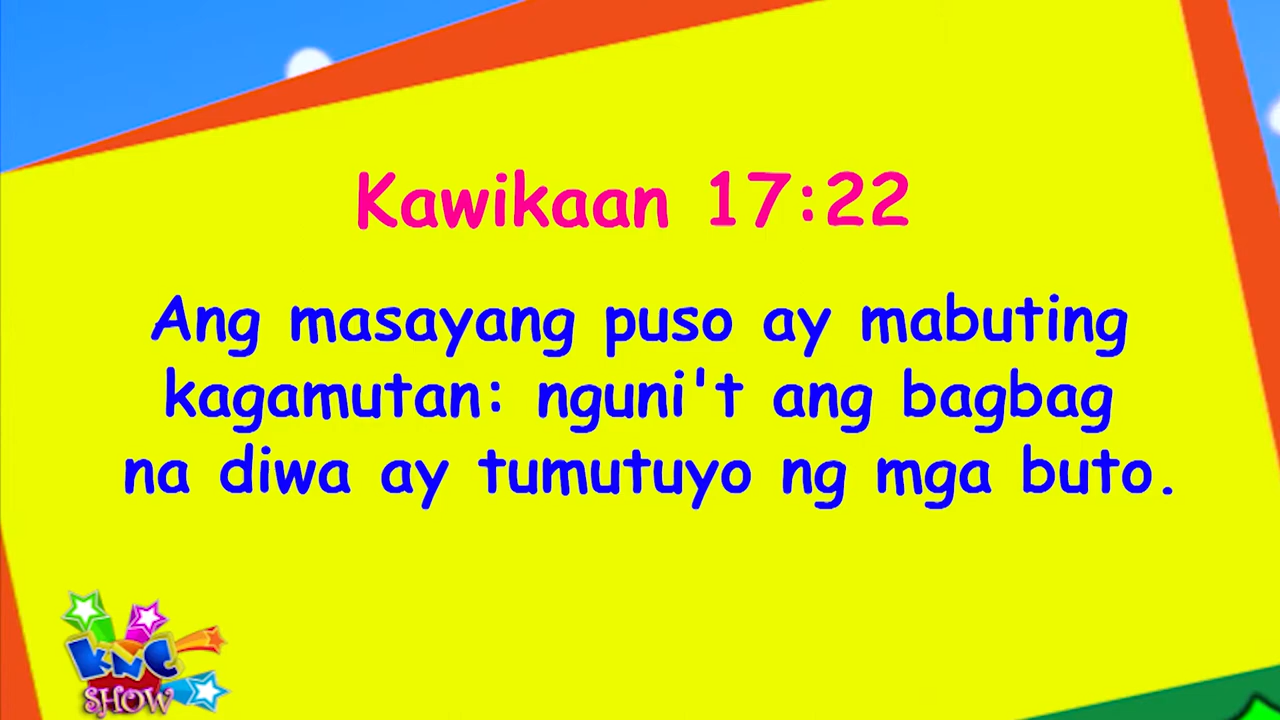 Kawikaan 17:22
Ang masayang puso ay mabuting
kagamutan: nguni't ang bagbag
na diwa ay tumutuyo ng mga buto.
KNC
SHOW